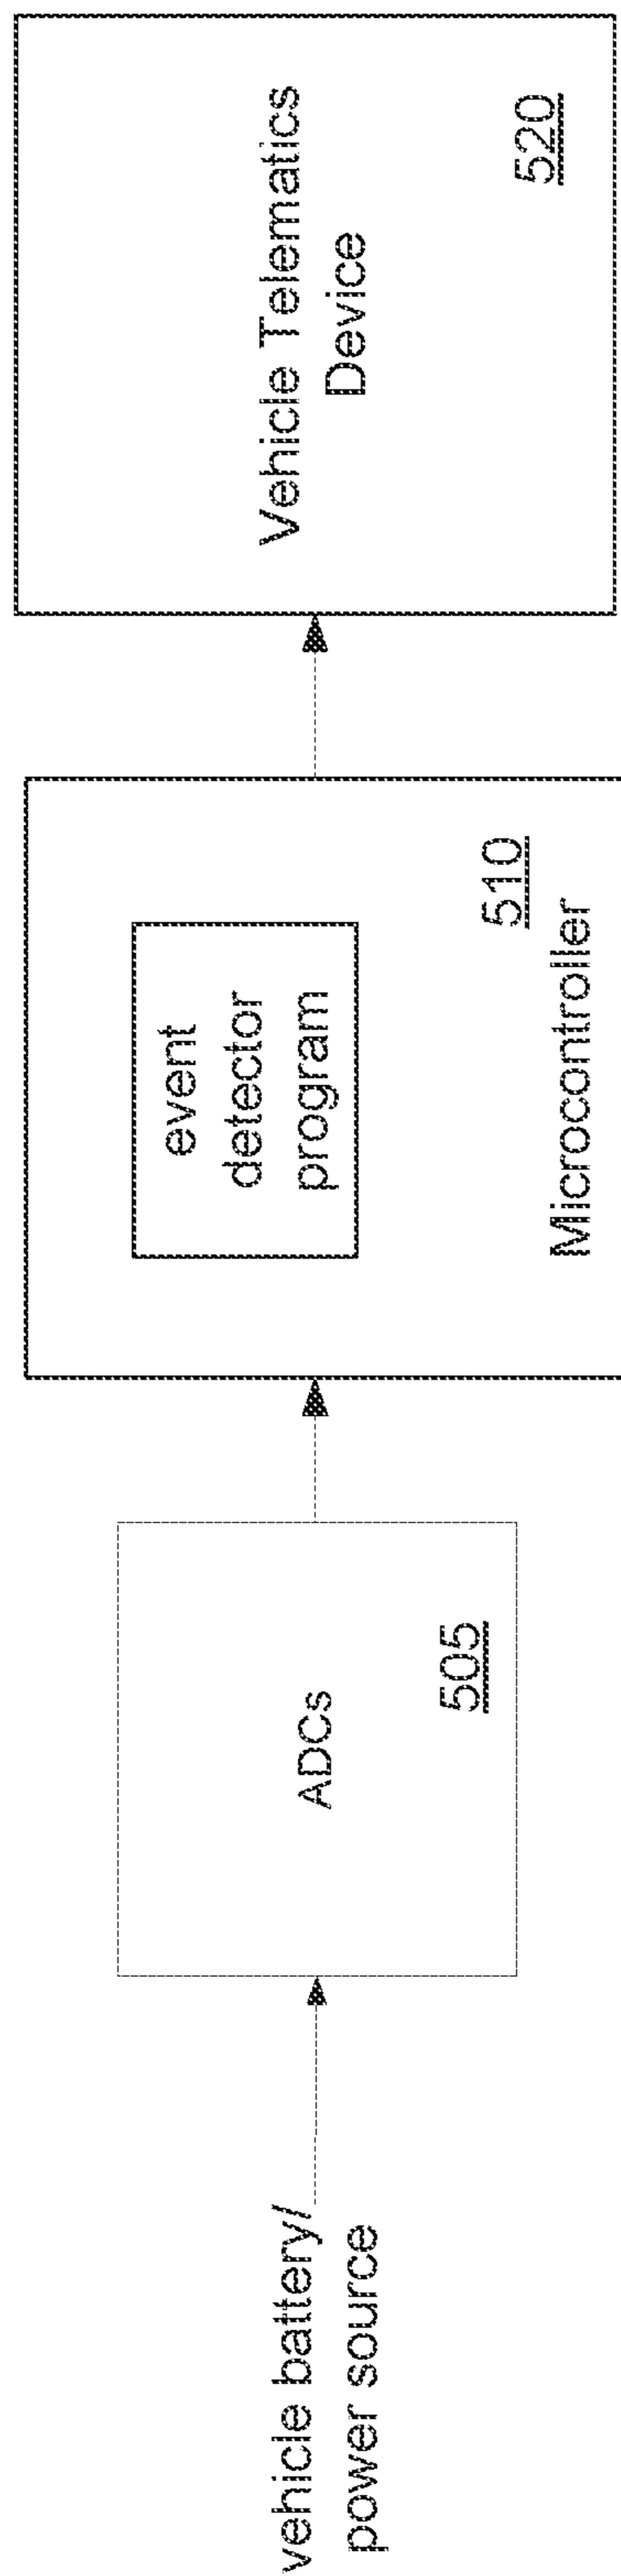 vehicle battery/
power source
ADCs
505
event
detector
program
510
Microcontroller
Vehicle Telematics
Device
520